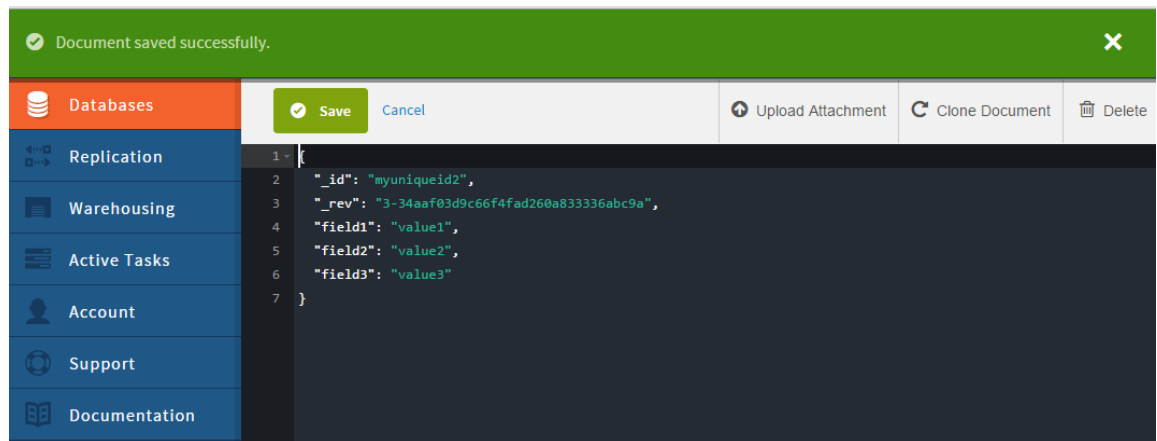 Document saved successfully.
Databases
Save Cancel Upload Attachment Clone Document Delete
Replication
Warehousing
Active Tasks
Account
Support
Documentation
1 {
2 "_id": "myuniqueid2",
3 "_rev": "3-34aaf03d9c66f4fad260a833336abc9a",
4 "field1": "value1",
5 "field2": "value2",
6 "field3": "value3"
7 }